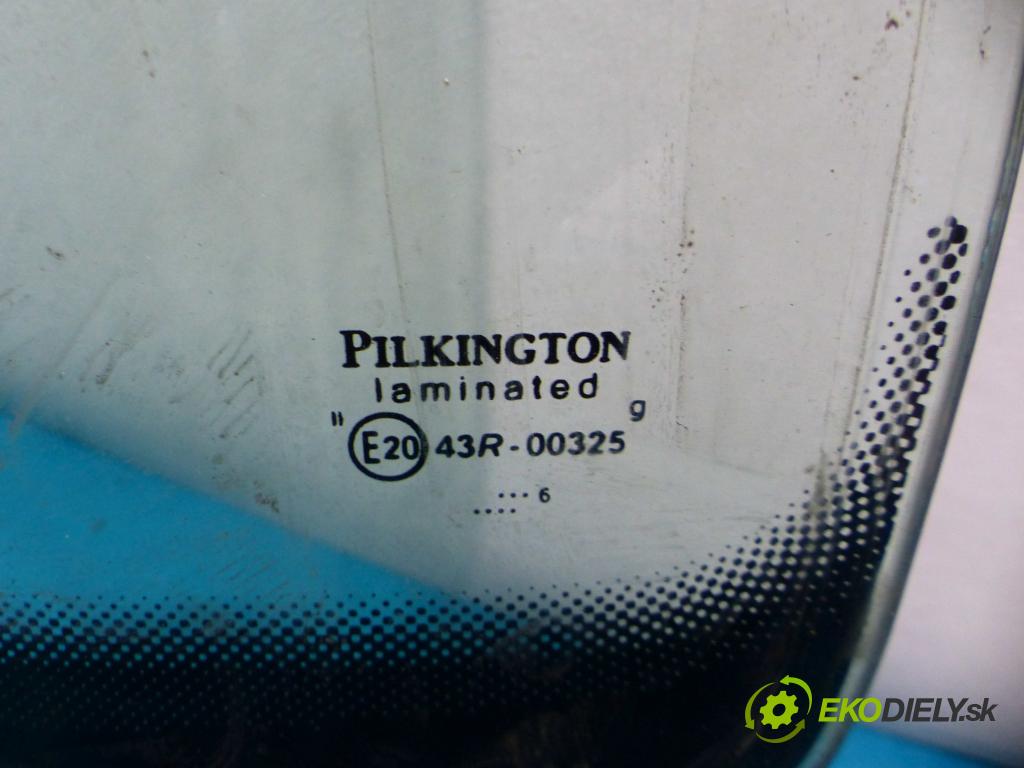 PILKINGTON
laminated
" g
E20 43R-00325
... 6
....
EKODIELY.sk